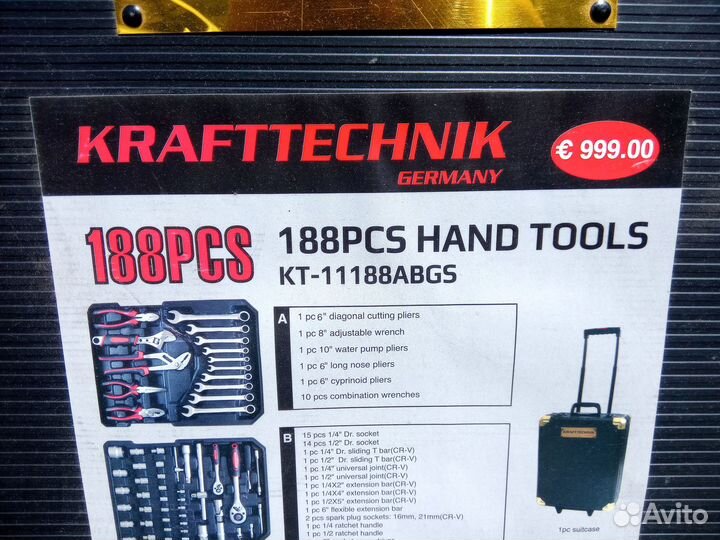 KRAFTTECHNIK
GERMANY
€ 999.00
188PCS
188PCS HAND TOOLS
KT-11188ABGS
A
1 pc 6" diagonal cutting pliers
1 pc 8" adjustable wrench
1 pc 10" water pump pliers
1 pc 6" long nose pliers
1 pc 6" cyprinoid pliers
10 pcs combination wrenches
B
15 pcs 1/4" Dr. socket
14 pcs 1/2" Dr. socket
1 pc 1/4" Dr. sliding T bar(CR-V)
1 pc 1/2" Dr. sliding T bar(CR-V)
1 pc 1/4" universal joint(CR-V)
1 pc 1/2" universal joint(CR-V)
1 pc 1/4X2" extension bar(CR-V)
1 pc 1/4X4" extension bar(CR-V)
1 pc 1/2X5" extension bar(CR-V)
1 pc 6" flexible extension bar
2 pcs spark plug sockets: 16mm, 21mm(CR-V)
1 pc 1/4 ratchet handle
1 pc 1/2 ratchet handle
KRAFTTECHNIK
1pc suitcase
Avito